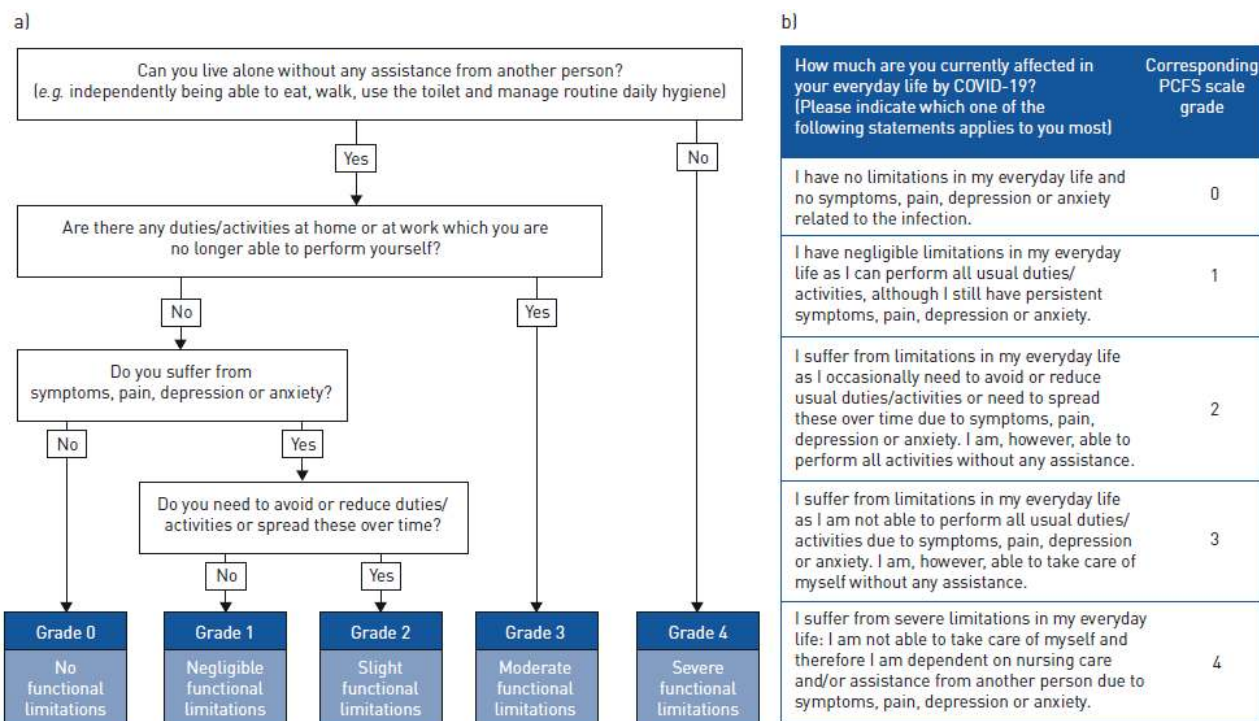 a)
Can you live alone without any assistance from another person?
(e.g. independently being able to eat, walk, use the toilet and manage routine daily hygiene)
Yes
No
Are there any duties/activities at home or at work which you are
no longer able to perform yourself?
No
Yes
Do you suffer from
symptoms, pain, depression or anxiety?
No
Yes
Do you need to avoid or reduce duties/
activities or spread these over time?
No
Yes
Grade 0
No
functional
limitations
Grade 1
Negligible
functional
limitations
Grade 2
Slight
functional
limitations
Grade 3
Moderate
functional
limitations
Grade 4
Severe
functional
limitations
b)
How much are you currently affected in
your everyday life by COVID-19?
(Please indicate which one of the
following statements applies to you most)
Corresponding
PCFS scale
grade
I have no limitations in my everyday life and
no symptoms, pain, depression or anxiety
related to the infection.
0
I have negligible limitations in my everyday
life as I can perform all usual duties/
activities, although I still have persistent
symptoms, pain, depression or anxiety.
1
I suffer from limitations in my everyday life
as I occasionally need to avoid or reduce
usual duties/activities or need to spread
these over time due to symptoms, pain,
depression or anxiety. I am, however, able to
perform all activities without any assistance.
2
I suffer from limitations in my everyday life
as I am not able to perform all usual duties/
activities due to symptoms, pain, depression
or anxiety. I am, however, able to take care of
myself without any assistance.
3
I suffer from severe limitations in my everyday
life: I am not able to take care of myself and
therefore I am dependent on nursing care
and/or assistance from another person due to
symptoms, pain, depression or anxiety.
4